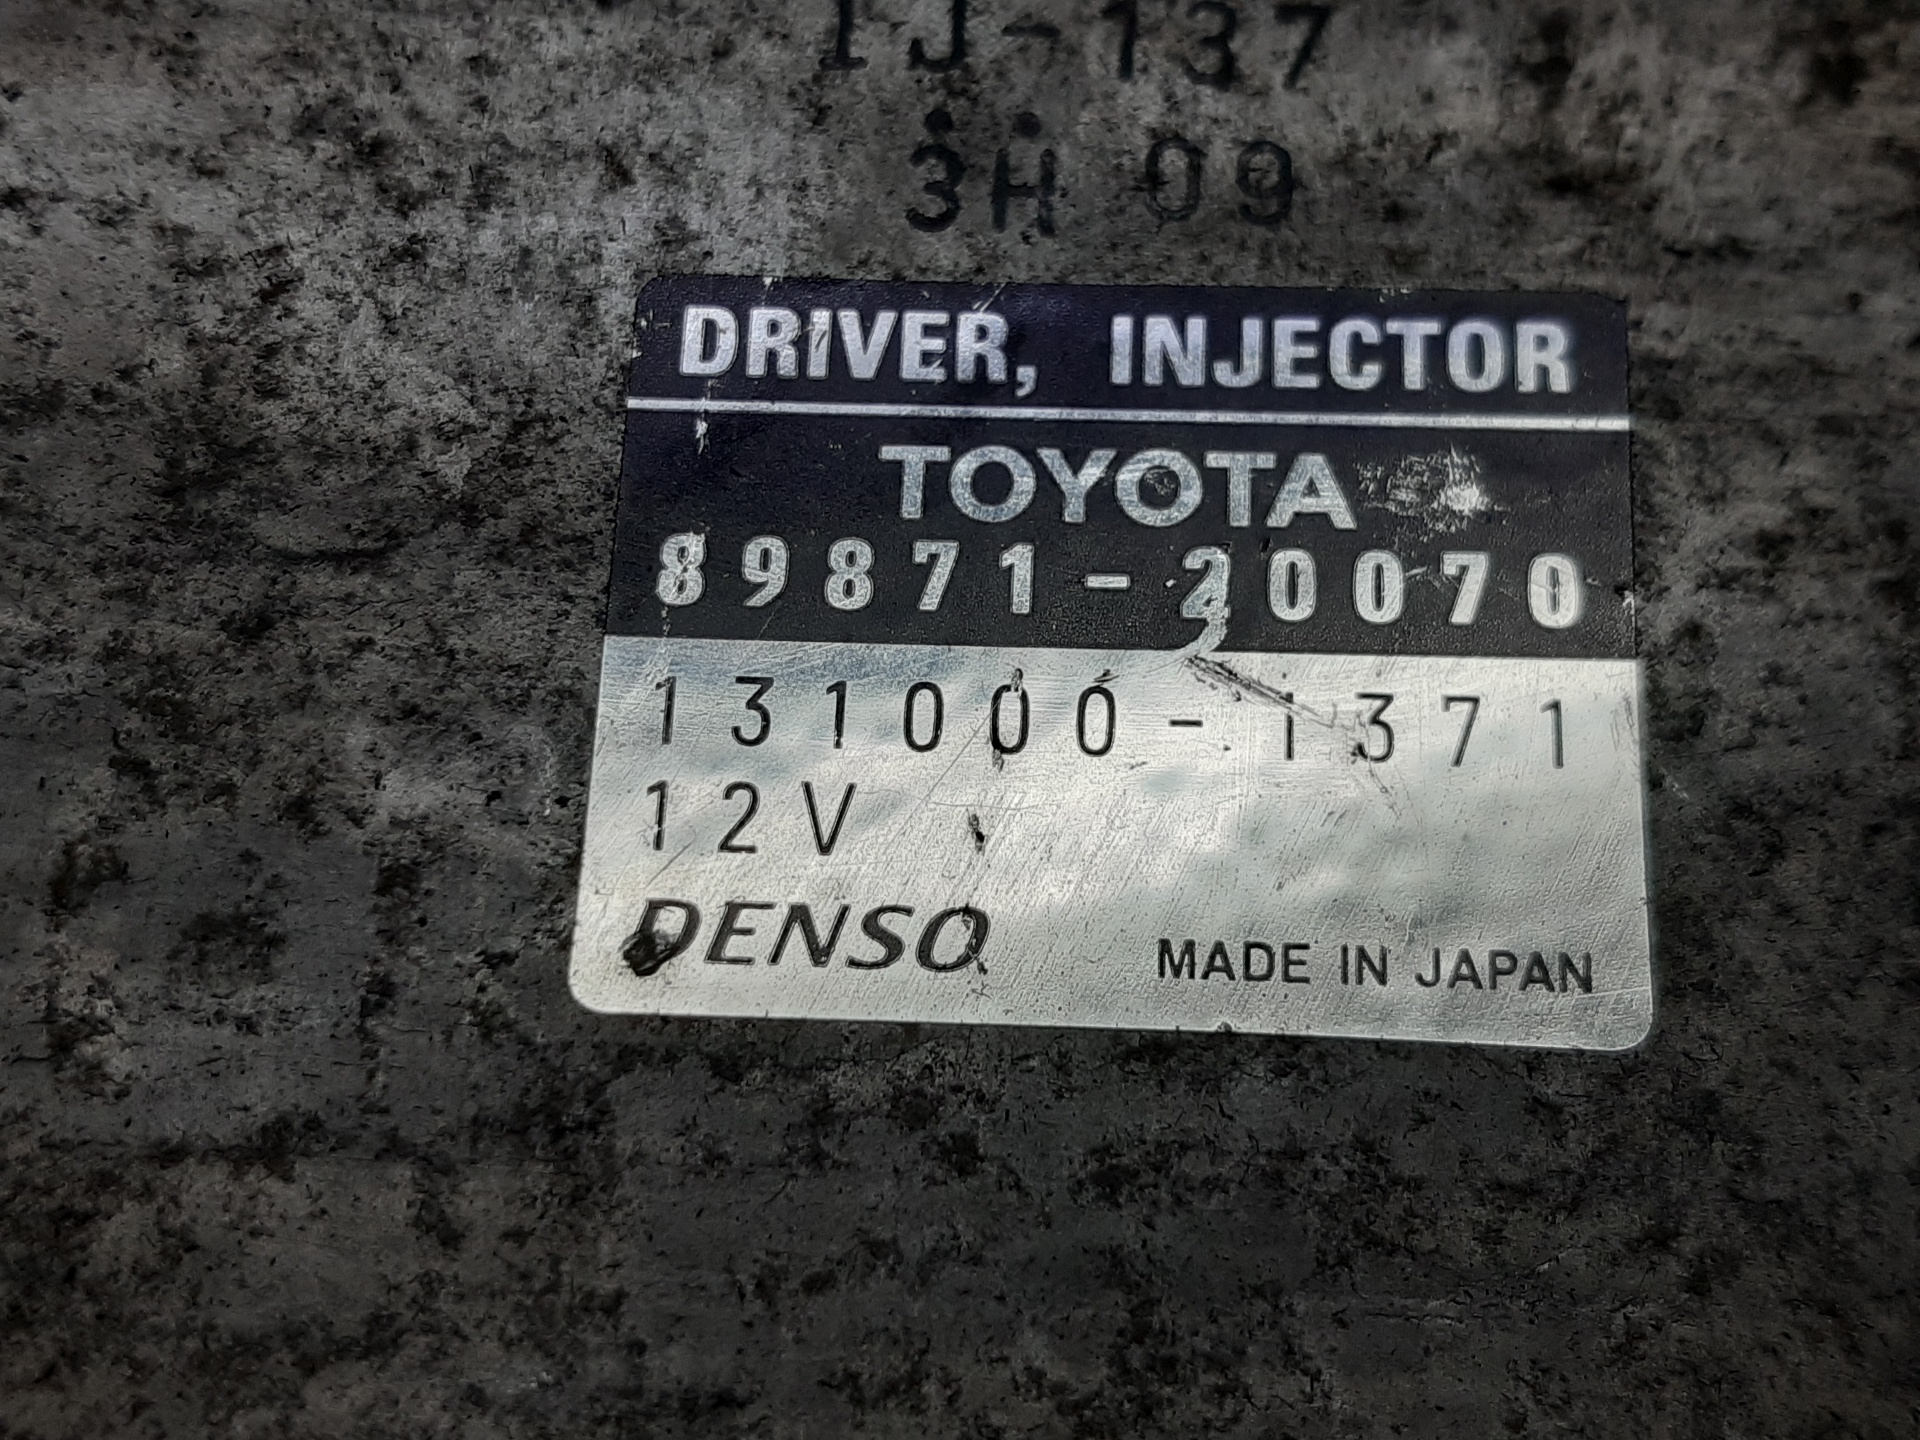 1J-137
3H 09
DRIVER, INJECTOR
TOYOTA
89871-20070
131000-1371
12V
DENSO
MADE IN JAPAN